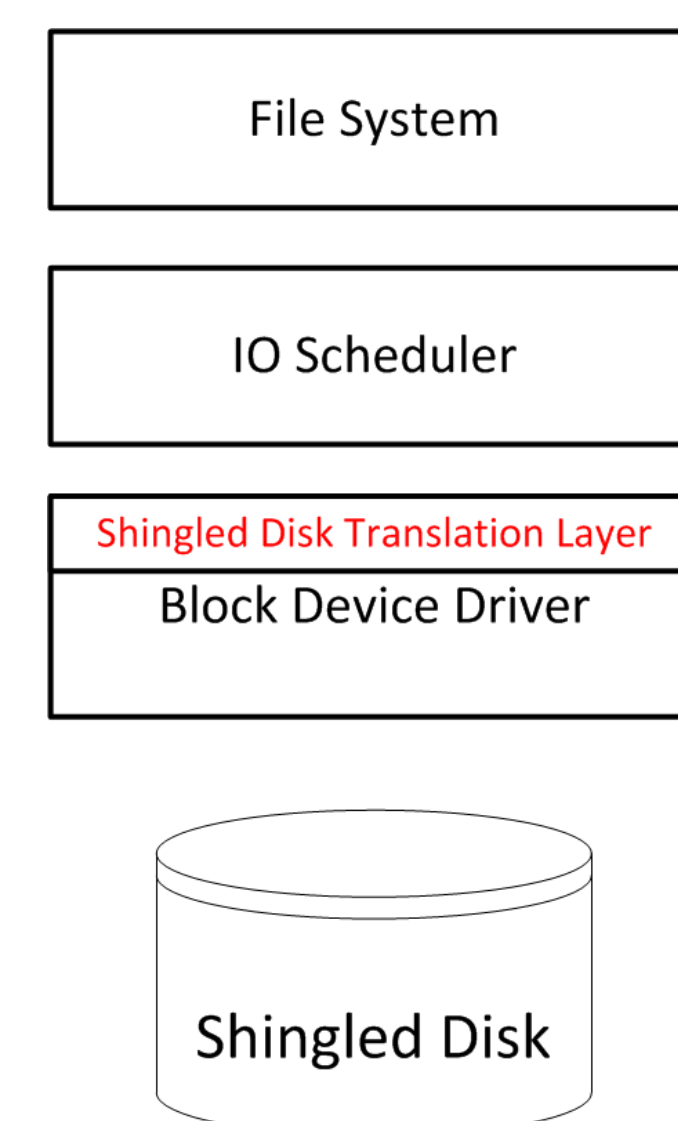 File System
IO Scheduler
Shingled Disk Translation Layer
Block Device Driver
Shingled Disk